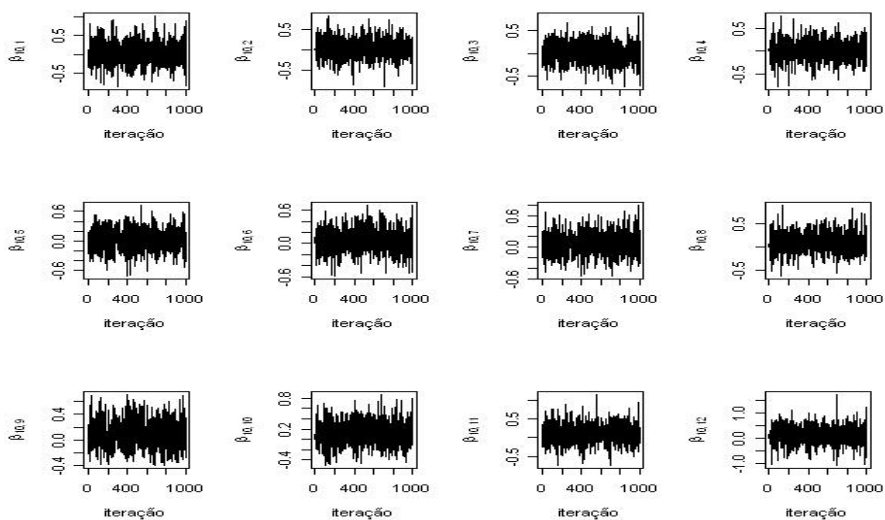 β10,1 -0.5 0.5 0 400 1000 iteração
β10,2 -0.5 0.5 0 400 1000 iteração
β10,3 -0.5 0.5 0 400 1000 iteração
β10,4 -0.5 0.5 0 400 1000 iteração
β10,5 -0.6 0.0 0.6 0 400 1000 iteração
β10,6 -0.6 0.0 0.6 0 400 1000 iteração
β10,7 -0.6 0.0 0.6 0 400 1000 iteração
β10,8 -0.5 0.5 0 400 1000 iteração
β10,9 -0.4 0.0 0.4 0 400 1000 iteração
β10,10 -0.4 0.2 0.8 0 400 1000 iteração
β10,11 -0.5 0.5 0 400 1000 iteração
β10,12 -1.0 0.0 1.0 0 400 1000 iteração